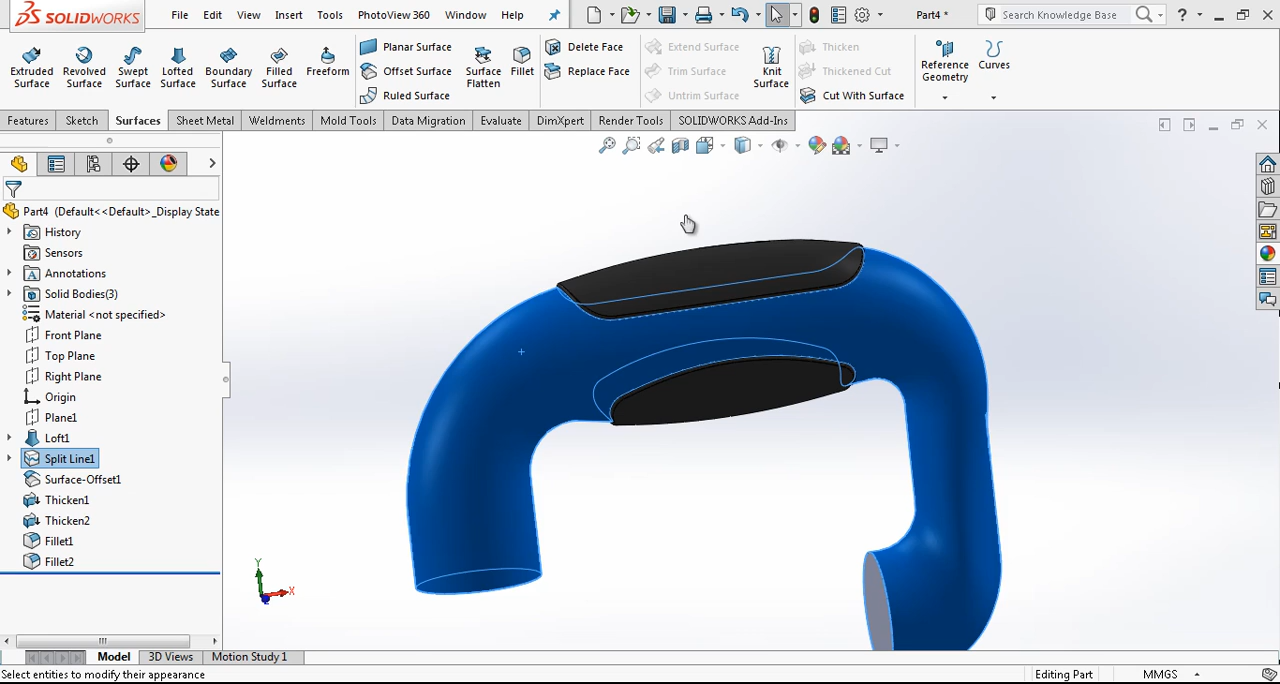 SOLIDWORKS File Edit View Insert Tools PhotoView 360 Window Help Part4 * Search Knowledge Base ?
Extruded Surface
Revolved Surface
Swept Surface
Lofted Surface
Boundary Surface
Filled Surface
Freeform
Planar Surface
Offset Surface
Ruled Surface
Surface Flatten
Fillet
Delete Face
Replace Face
Extend Surface
Trim Surface
Untrim Surface
Knit Surface
Thicken
Thickened Cut
Cut With Surface
Reference Geometry
Curves
Features Sketch Surfaces Sheet Metal Weldments Mold Tools Data Migration Evaluate DimXpert Render Tools SOLIDWORKS Add-Ins
Part4 (Default<<Default>_Display State
History
Sensors
Annotations
Solid Bodies(3)
Material <not specified>
Front Plane
Top Plane
Right Plane
Origin
Plane1
Loft1
Split Line1
Surface-Offset1
Thicken1
Thicken2
Fillet1
Fillet2
Y
X
Model 3D Views Motion Study 1
Select entities to modify their appearance Editing Part MMGS